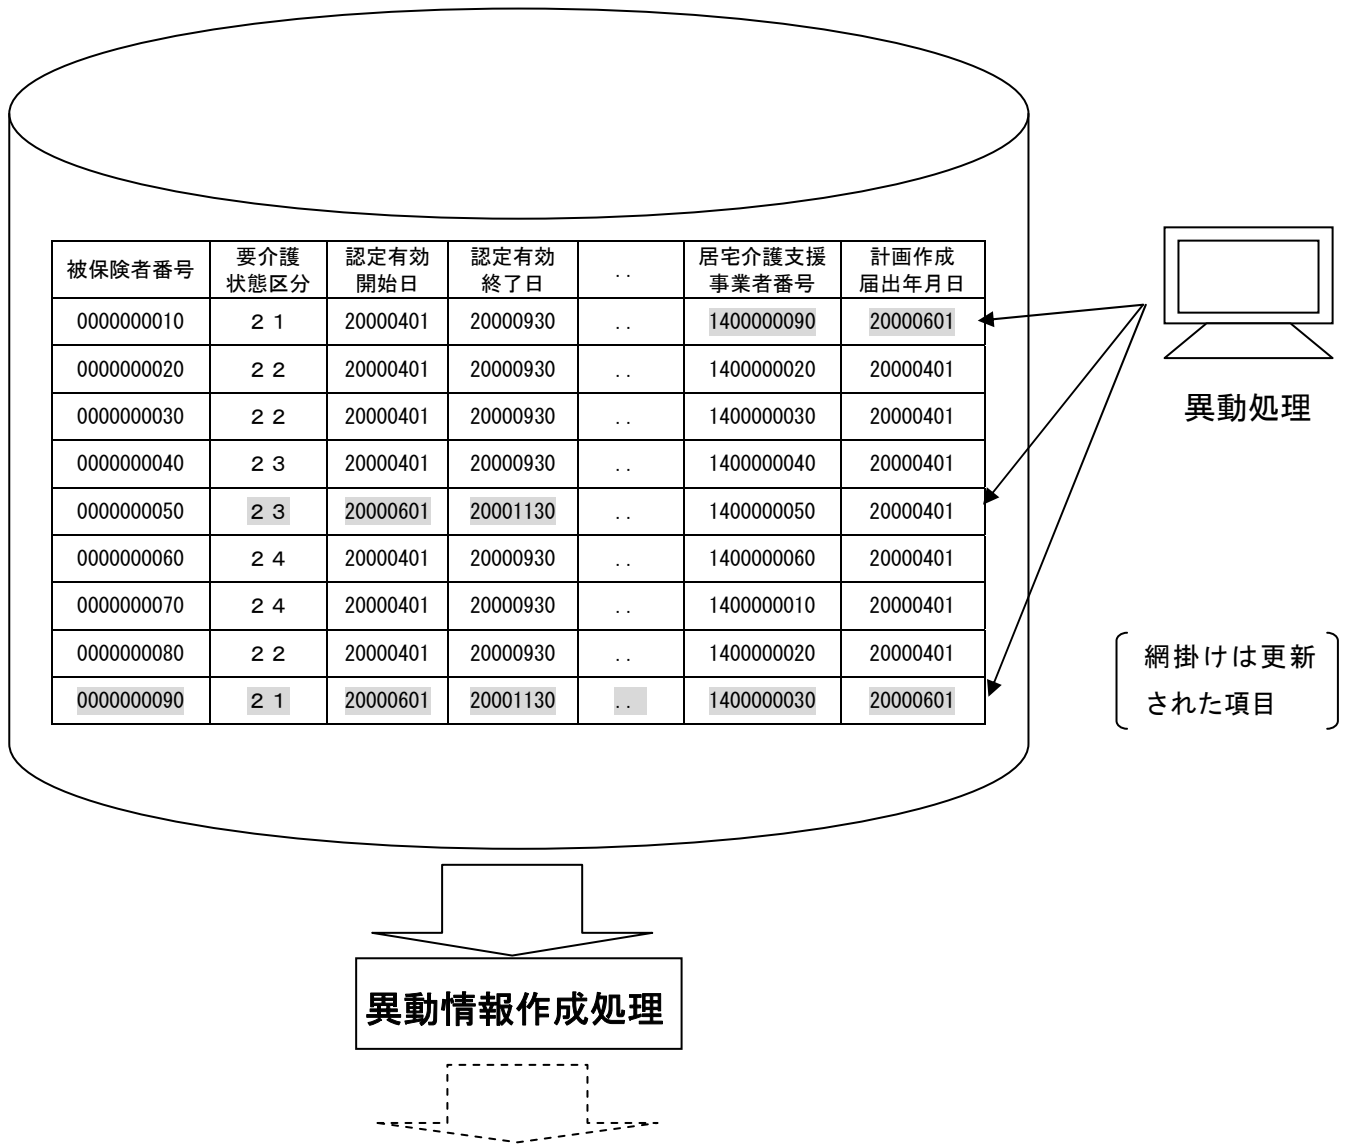 被保険者番号 要介護状態区分 認定有効開始日 認定有効終了日 .. 居宅介護支援事業者番号 計画作成届出年月日
0000000010 ２１ 20000401 20000930 .. 1400000090 20000601
0000000020 ２２ 20000401 20000930 .. 1400000020 20000401
0000000030 ２２ 20000401 20000930 .. 1400000030 20000401
0000000040 ２３ 20000401 20000930 .. 1400000040 20000401
0000000050 ２３ 20000601 20001130 .. 1400000050 20000401
0000000060 ２４ 20000401 20000930 .. 1400000060 20000401
0000000070 ２４ 20000401 20000930 .. 1400000010 20000401
0000000080 ２２ 20000401 20000930 .. 1400000020 20000401
0000000090 ２１ 20000601 20001130 .. 1400000030 20000601
異動処理
網掛けは更新
された項目
異動情報作成処理